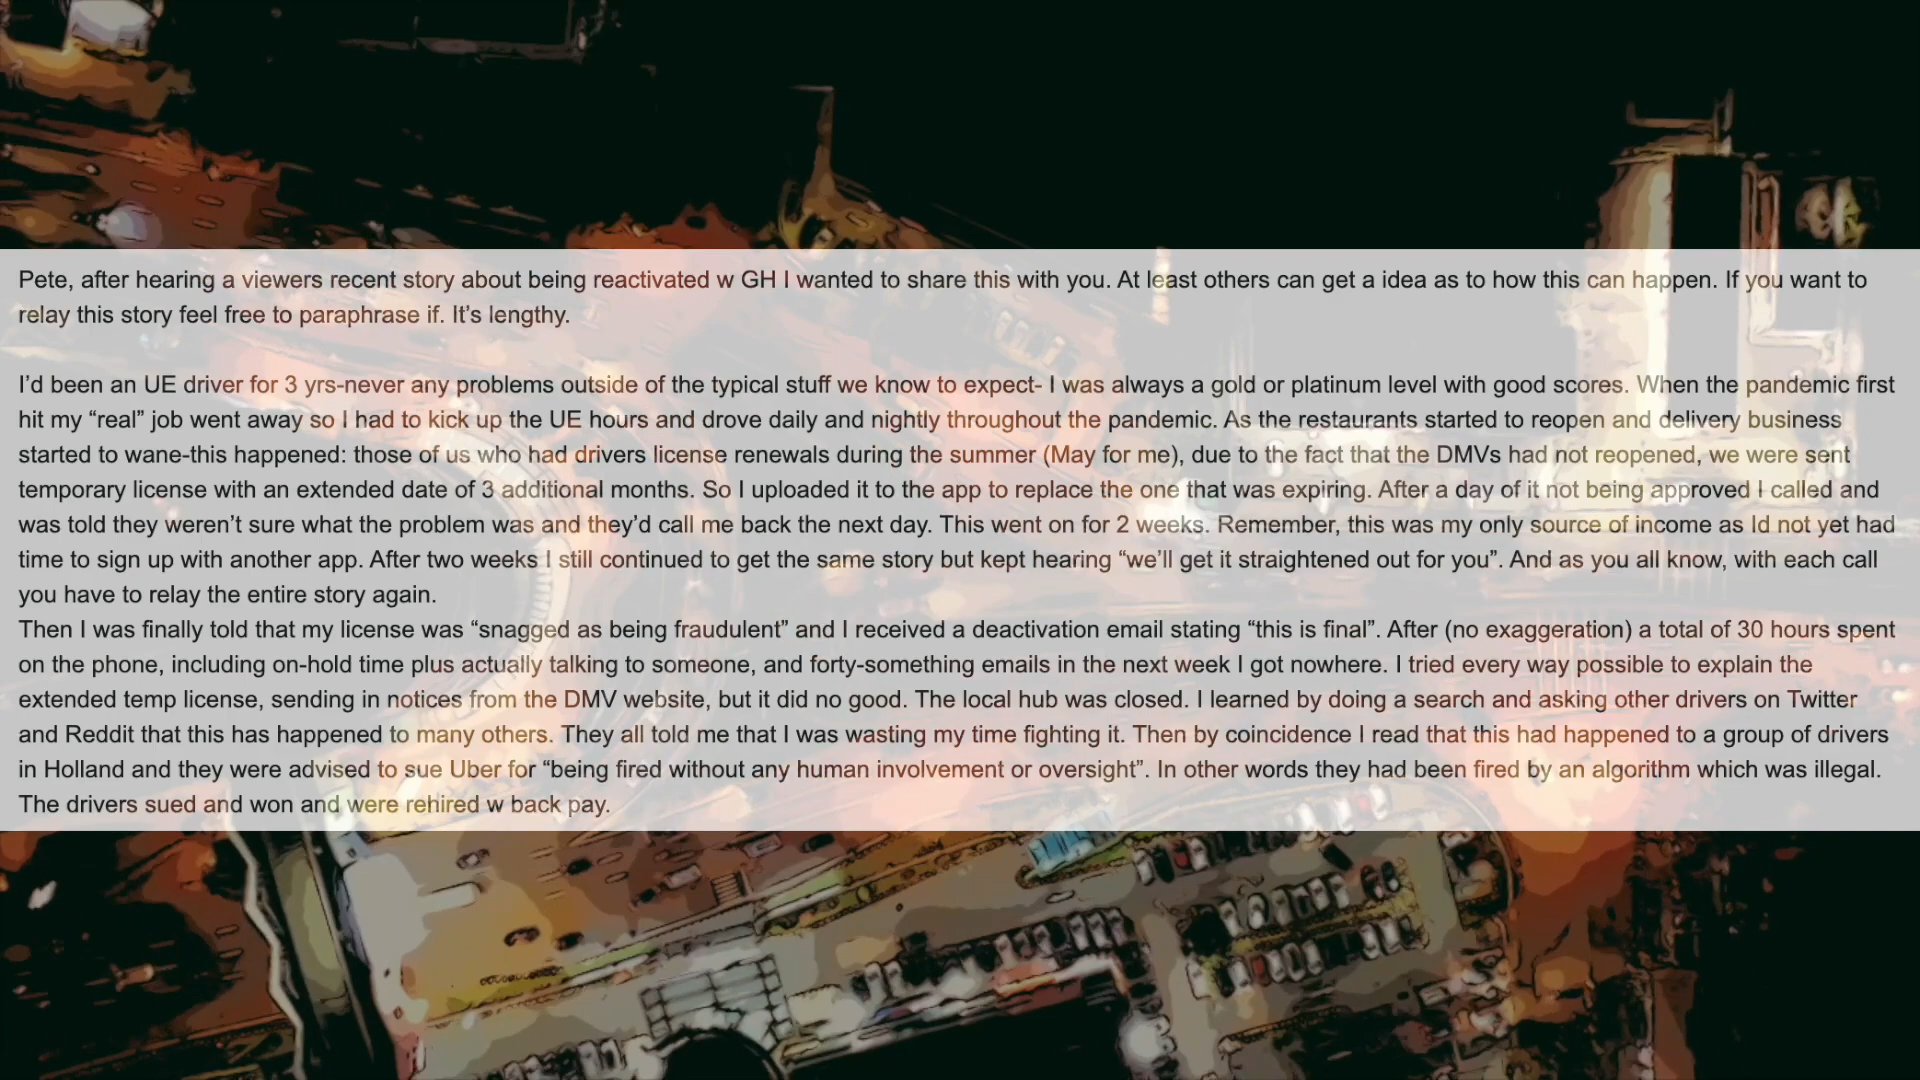 Pete, after hearing a viewers recent story about being reactivated w GH I wanted to share this with you. At least others can get a idea as to how this can happen. If you want to
relay this story feel free to paraphrase if. It’s lengthy.
I’d been an UE driver for 3 yrs-never any problems outside of the typical stuff we know to expect- I was always a gold or platinum level with good scores. When the pandemic first
hit my “real” job went away so I had to kick up the UE hours and drove daily and nightly throughout the pandemic. As the restaurants started to reopen and delivery business
started to wane-this happened: those of us who had drivers license renewals during the summer (May for me), due to the fact that the DMVs had not reopened, we were sent
temporary license with an extended date of 3 additional months. So I uploaded it to the app to replace the one that was expiring. After a day of it not being approved I called and
was told they weren’t sure what the problem was and they’d call me back the next day. This went on for 2 weeks. Remember, this was my only source of income as Id not yet had
time to sign up with another app. After two weeks I still continued to get the same story but kept hearing “we’ll get it straightened out for you”. And as you all know, with each call
you have to relay the entire story again.
Then I was finally told that my license was “snagged as being fraudulent” and I received a deactivation email stating “this is final”. After (no exaggeration) a total of 30 hours spent
on the phone, including on-hold time plus actually talking to someone, and forty-something emails in the next week I got nowhere. I tried every way possible to explain the
extended temp license, sending in notices from the DMV website, but it did no good. The local hub was closed. I learned by doing a search and asking other drivers on Twitter
and Reddit that this has happened to many others. They all told me that I was wasting my time fighting it. Then by coincidence I read that this had happened to a group of drivers
in Holland and they were advised to sue Uber for “being fired without any human involvement or oversight”. In other words they had been fired by an algorithm which was illegal.
The drivers sued and won and were rehired w back pay.